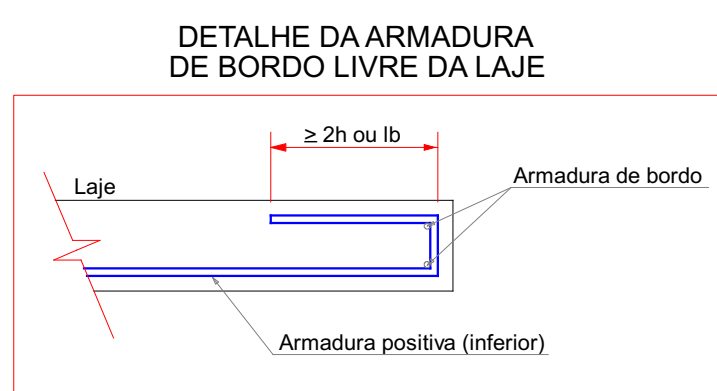 DETALHE DA ARMADURA
DE BORDO LIVRE DA LAJE
≥ 2h ou lb
Laje
Armadura de bordo
Armadura positiva (inferior)